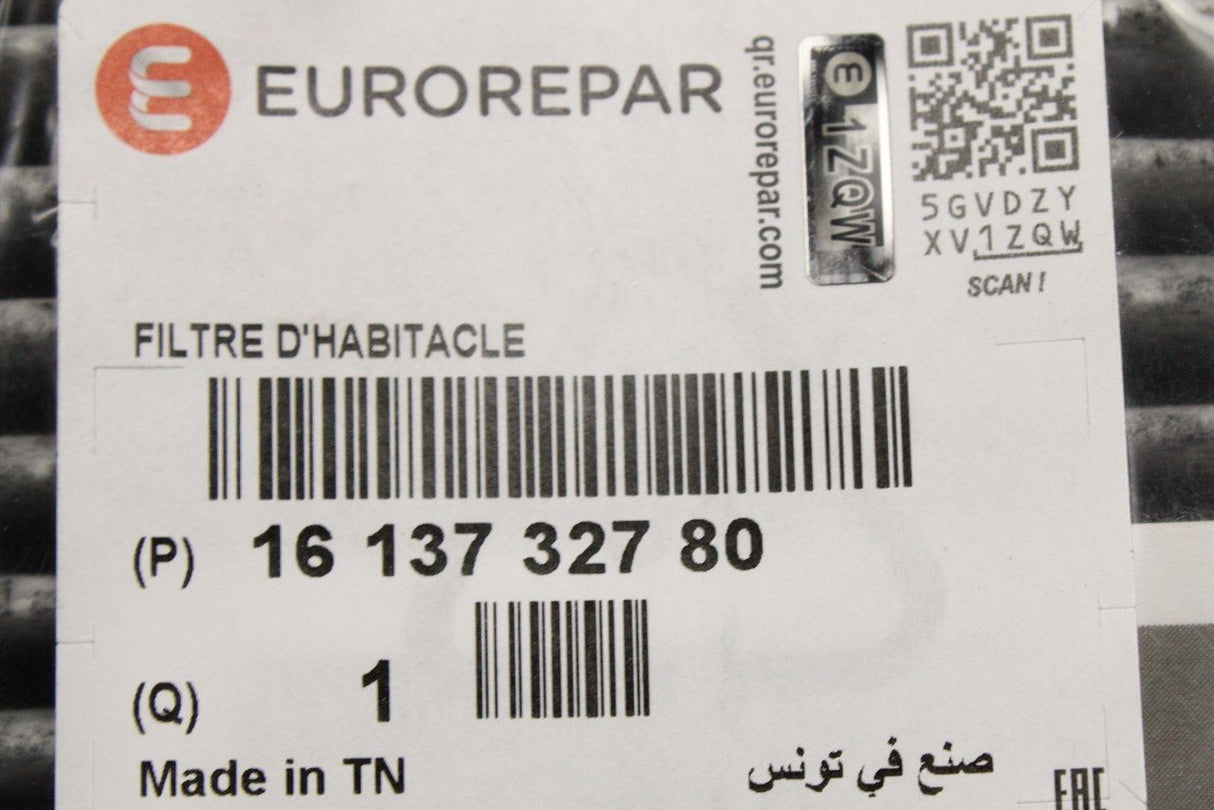 EUROREPAR
qr.eurorepar.com
1ZQW
5GVDZY
XV1ZQW
SCAN!
FILTRE D'HABITACLE
(P) 16 137 327 80
(Q) 1
Made in TN
صنع في تونس
EAC